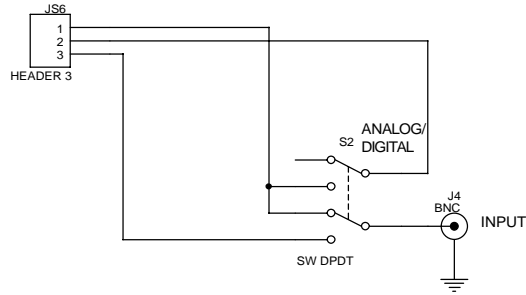 JS6
1
2
3
HEADER 3
S2
ANALOG/
DIGITAL
J4
BNC
INPUT
SW DPDT